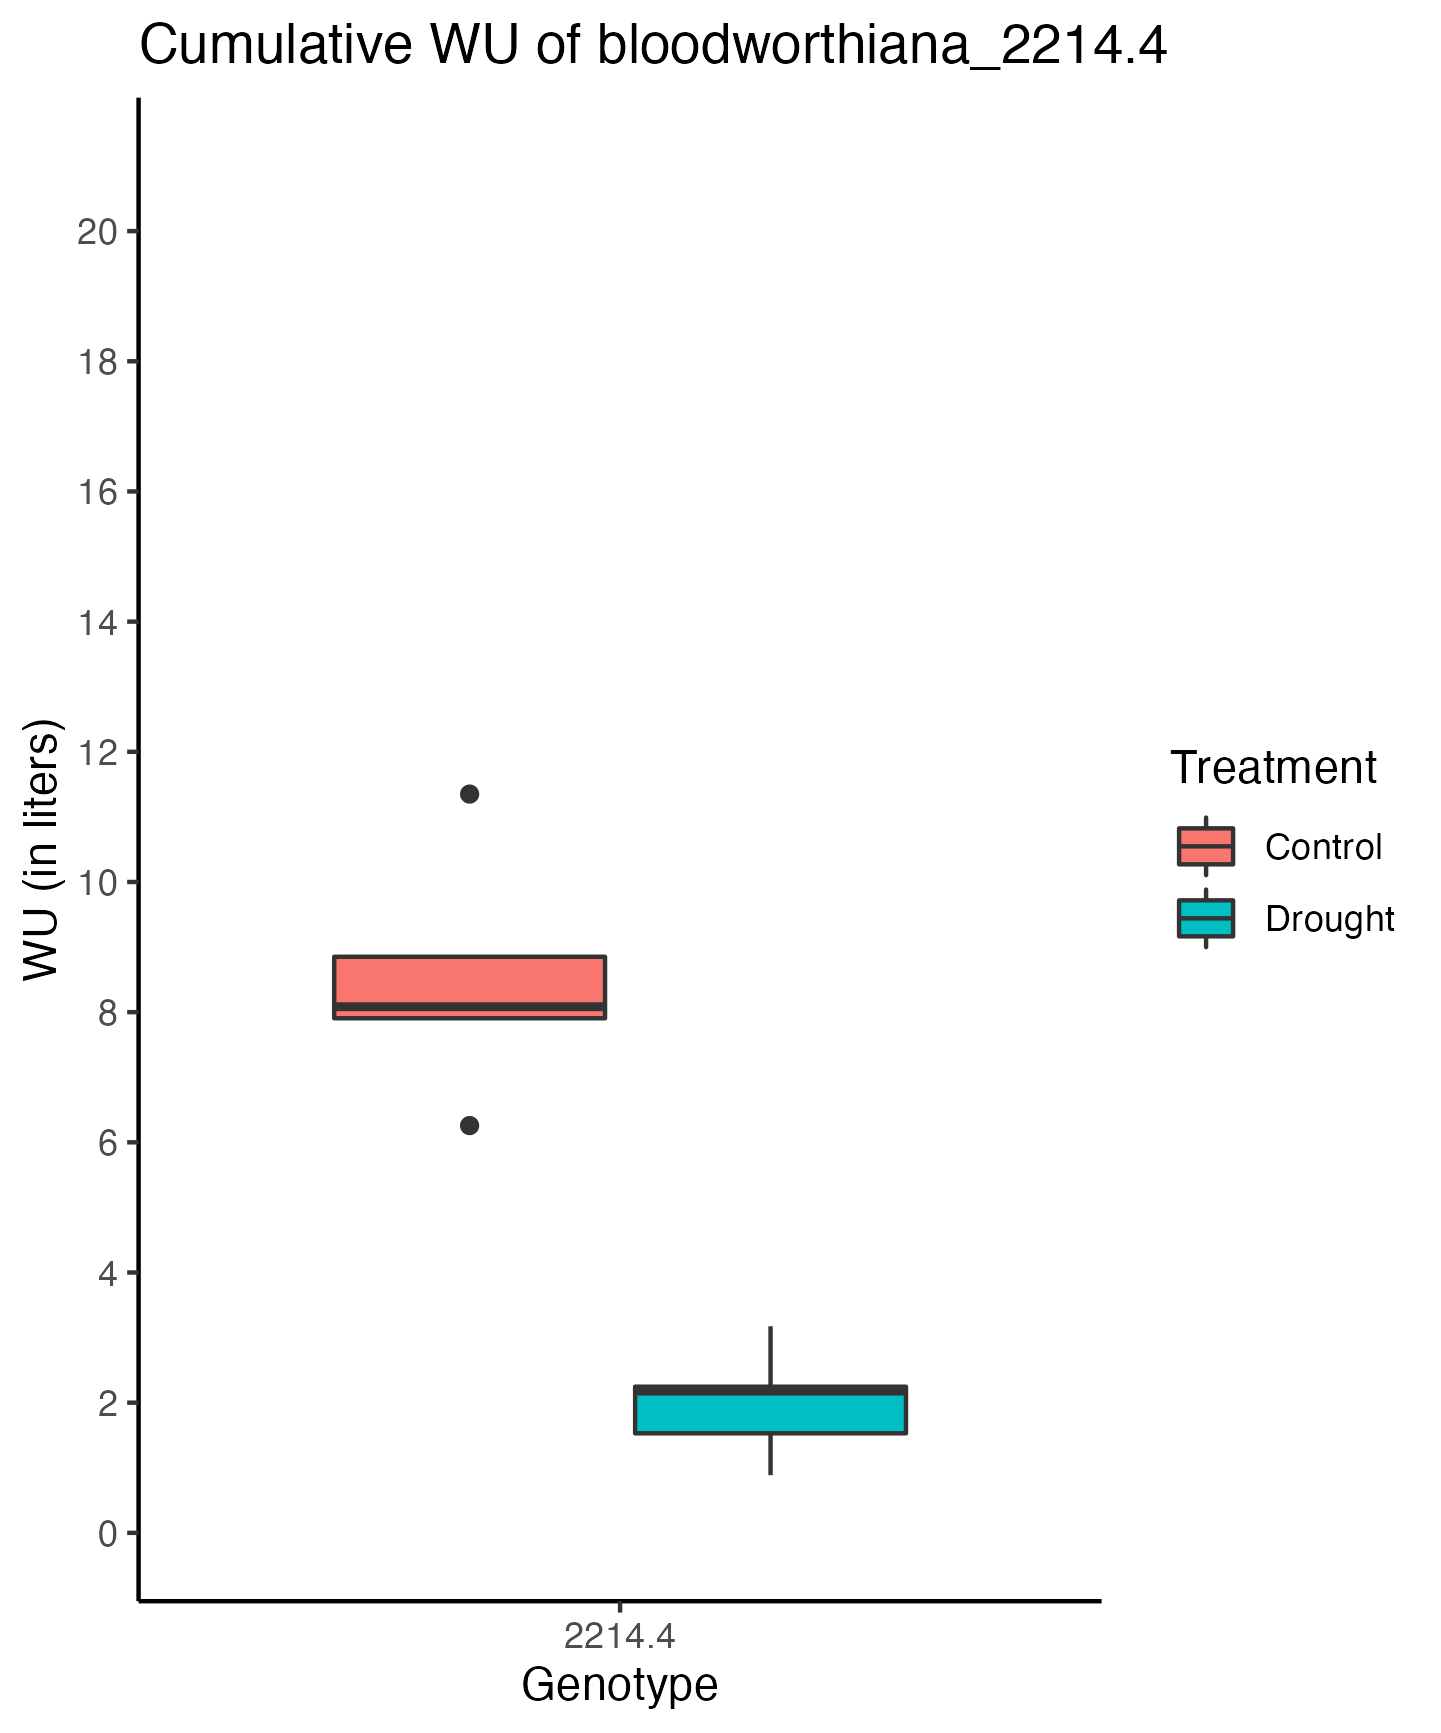 Cumulative WU of bloodworthiana_2214.4
WU (in liters)
20
18
16
14
12
10
8
6
4
2
0
2214.4
Genotype
Treatment
Control
Drought